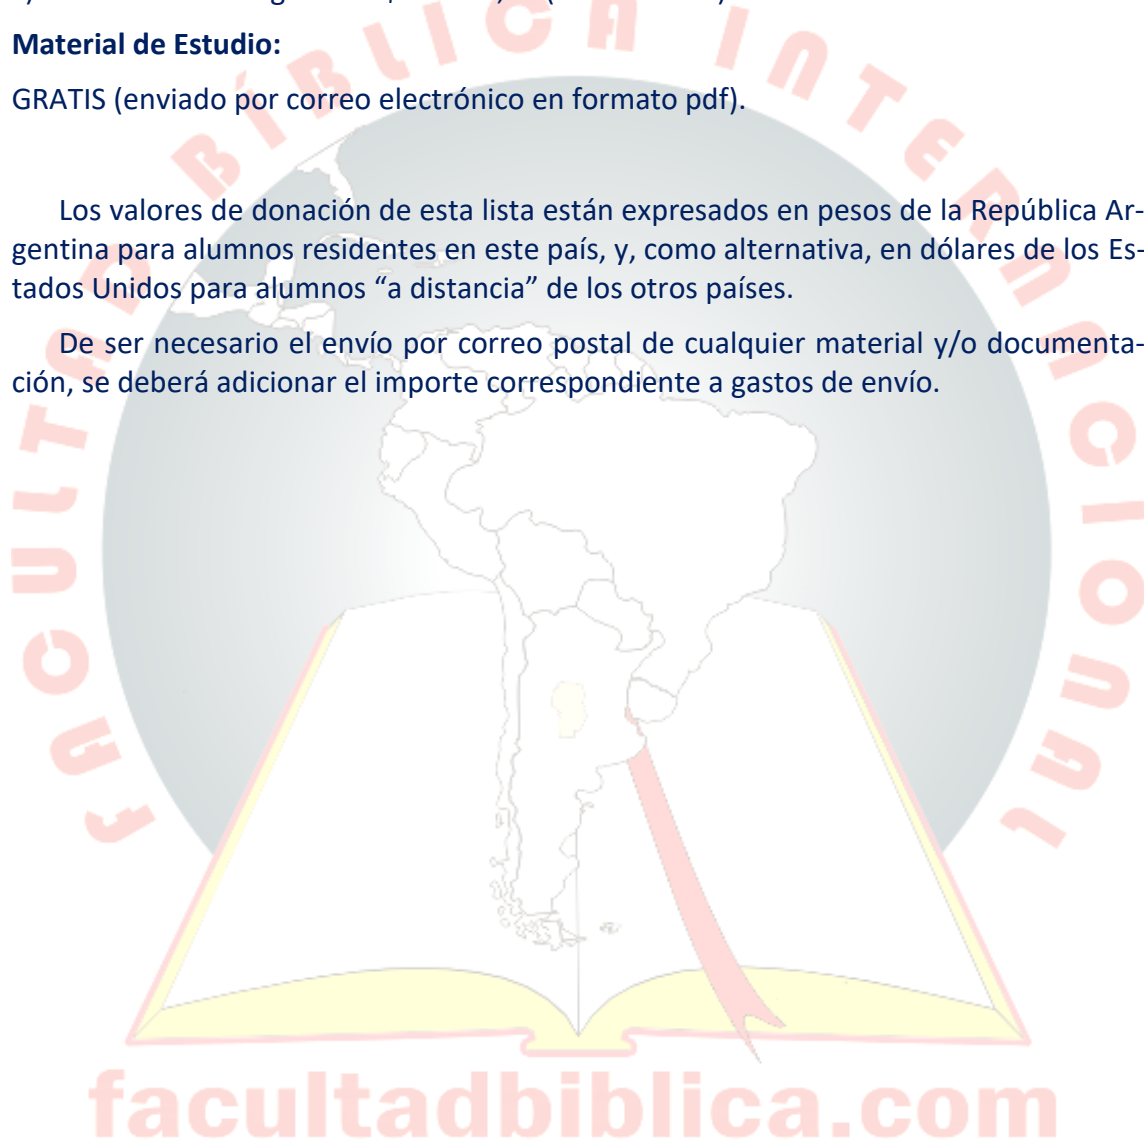 Material de Estudio:
GRATIS (enviado por correo electrónico en formato pdf).
Los valores de donación de esta lista están expresados en pesos de la República Ar-
gentina para alumnos residentes en este país, y, como alternativa, en dólares de los Es-
tados Unidos para alumnos “a distancia” de los otros países.
De ser necesario el envío por correo postal de cualquier material y/o documenta-
ción, se deberá adicionar el importe correspondiente a gastos de envío.
FACULTAD BÍBLICA INTERNACIONAL
facultadbiblica.com